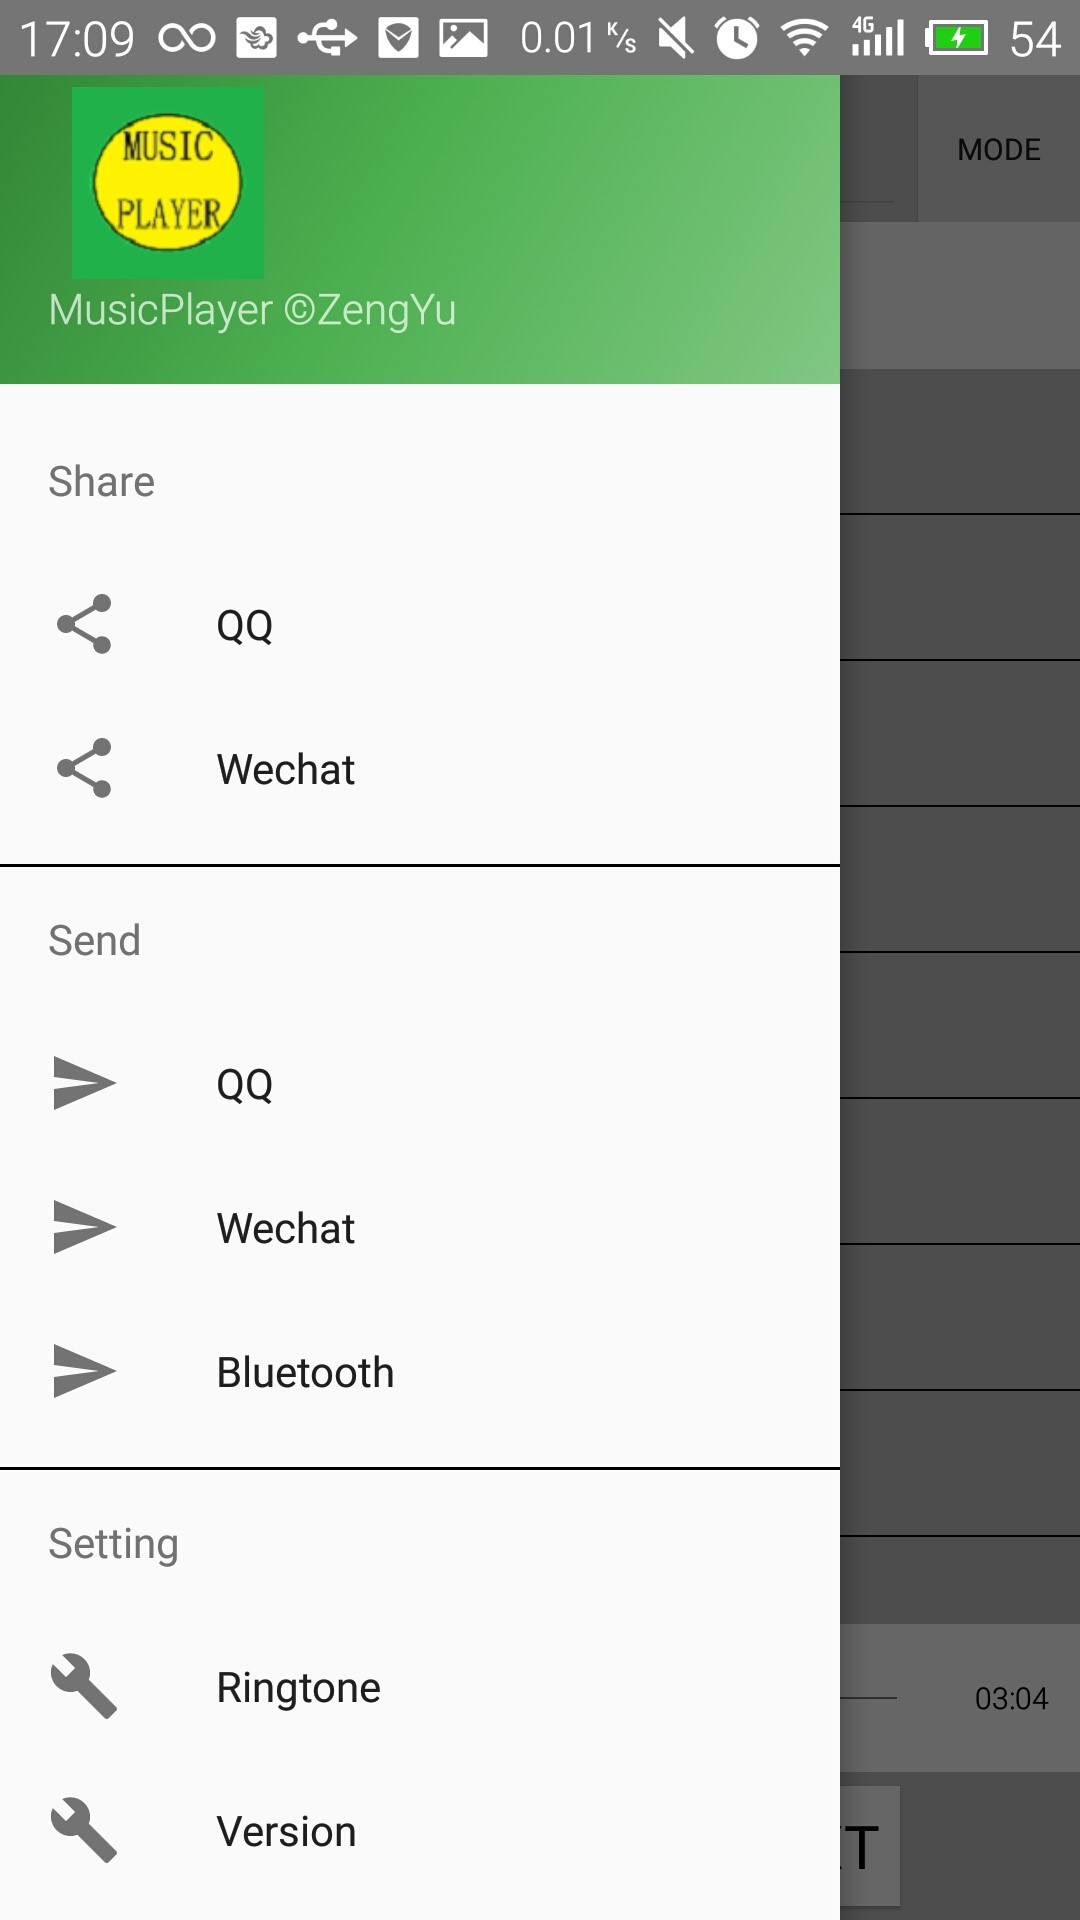 17:09 0.01 K/s 4G 54
MUSIC
PLAYER
MODE
MusicPlayer ©ZengYu
Share
QQ
Wechat
Send
QQ
Wechat
Bluetooth
Setting
Ringtone
03:04
Version